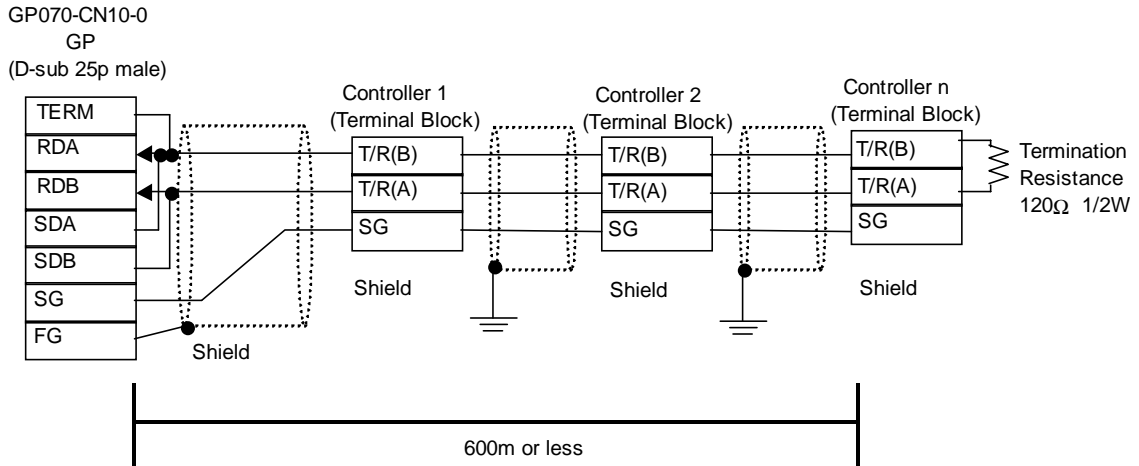 GP070-CN10-0
GP
(D-sub 25p male)
TERM
RDA
RDB
SDA
SDB
SG
FG
Shield
Controller 1
(Terminal Block)
T/R(B)
T/R(A)
SG
Shield
Controller 2
(Terminal Block)
T/R(B)
T/R(A)
SG
Shield
Controller n
(Terminal Block)
T/R(B)
T/R(A)
SG
Shield
Termination
Resistance
120Ω 1/2W
600m or less